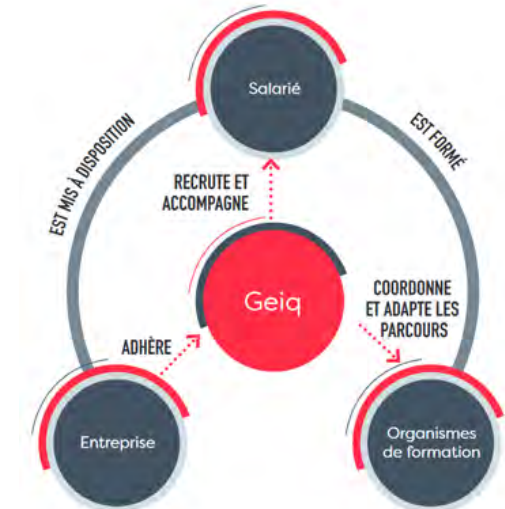 Salarié
EST MIS À DISPOSITION
EST FORMÉ
RECRUTE ET
ACCOMPAGNE
Geiq
COORDONNE
ET ADAPTE LES
PARCOURS
ADHÈRE
Entreprise
Organismes
de formation